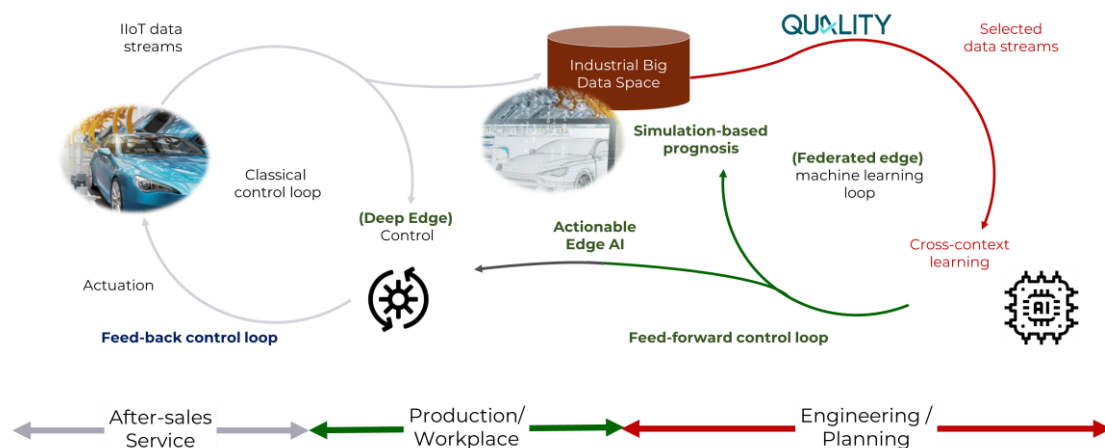 IIoT data
streams
QUALITY
Selected
data streams
Industrial Big
Data Space
Simulation-based
prognosis
(Federated edge)
machine learning
loop
Classical
control loop
(Deep Edge)
Control
Actionable
Edge AI
Cross-context
learning
AI
Actuation
Feed-back control loop
Feed-forward control loop
After-sales
Service
Production/
Workplace
Engineering /
Planning